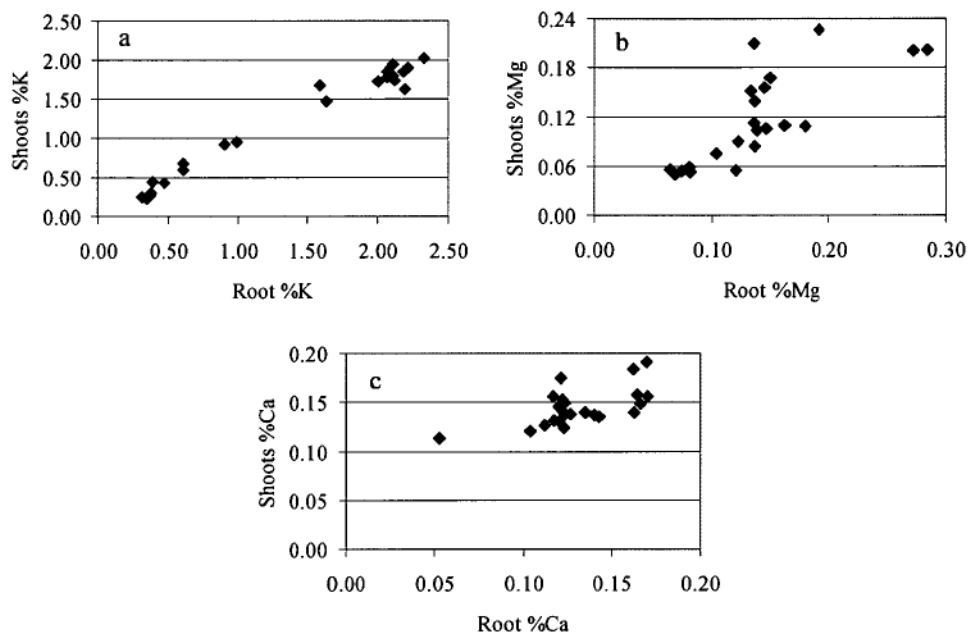 a
2.50
2.00
1.50
1.00
0.50
0.00
Shoots %K
0.00 0.50 1.00 1.50 2.00 2.50
Root %K
b
0.24
0.18
0.12
0.06
0.00
Shoots %Mg
0.00 0.10 0.20 0.30
Root %Mg
c
0.20
0.15
0.10
0.05
0.00
Shoots %Ca
0.00 0.05 0.10 0.15 0.20
Root %Ca